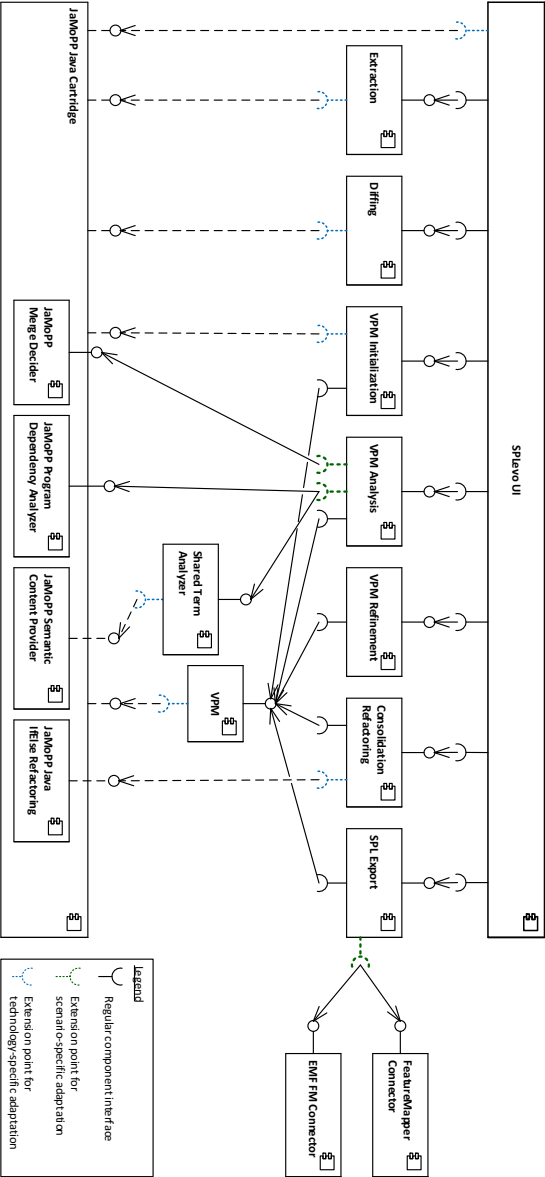 SPLevo UI
Extraction
Diffing
VPM Initialization
VPM Analysis
VPM Refinement
Consolidation
Refactoring
SPL Export
FeatureMapper
Connector
EMF FM Connector
Shared Term
Analyzer
VPM
JaMoPP
Merge Decider
JaMoPP Program
Dependency Analyzer
JaMoPP Semantic
Content Provider
JaMoPP Java
IfElse Refactoring
JaMoPP Java Cartridge
Legend
Regular component interface
Extension point for
scenario-specific adaptation
Extension point for
technology-specific adaptation